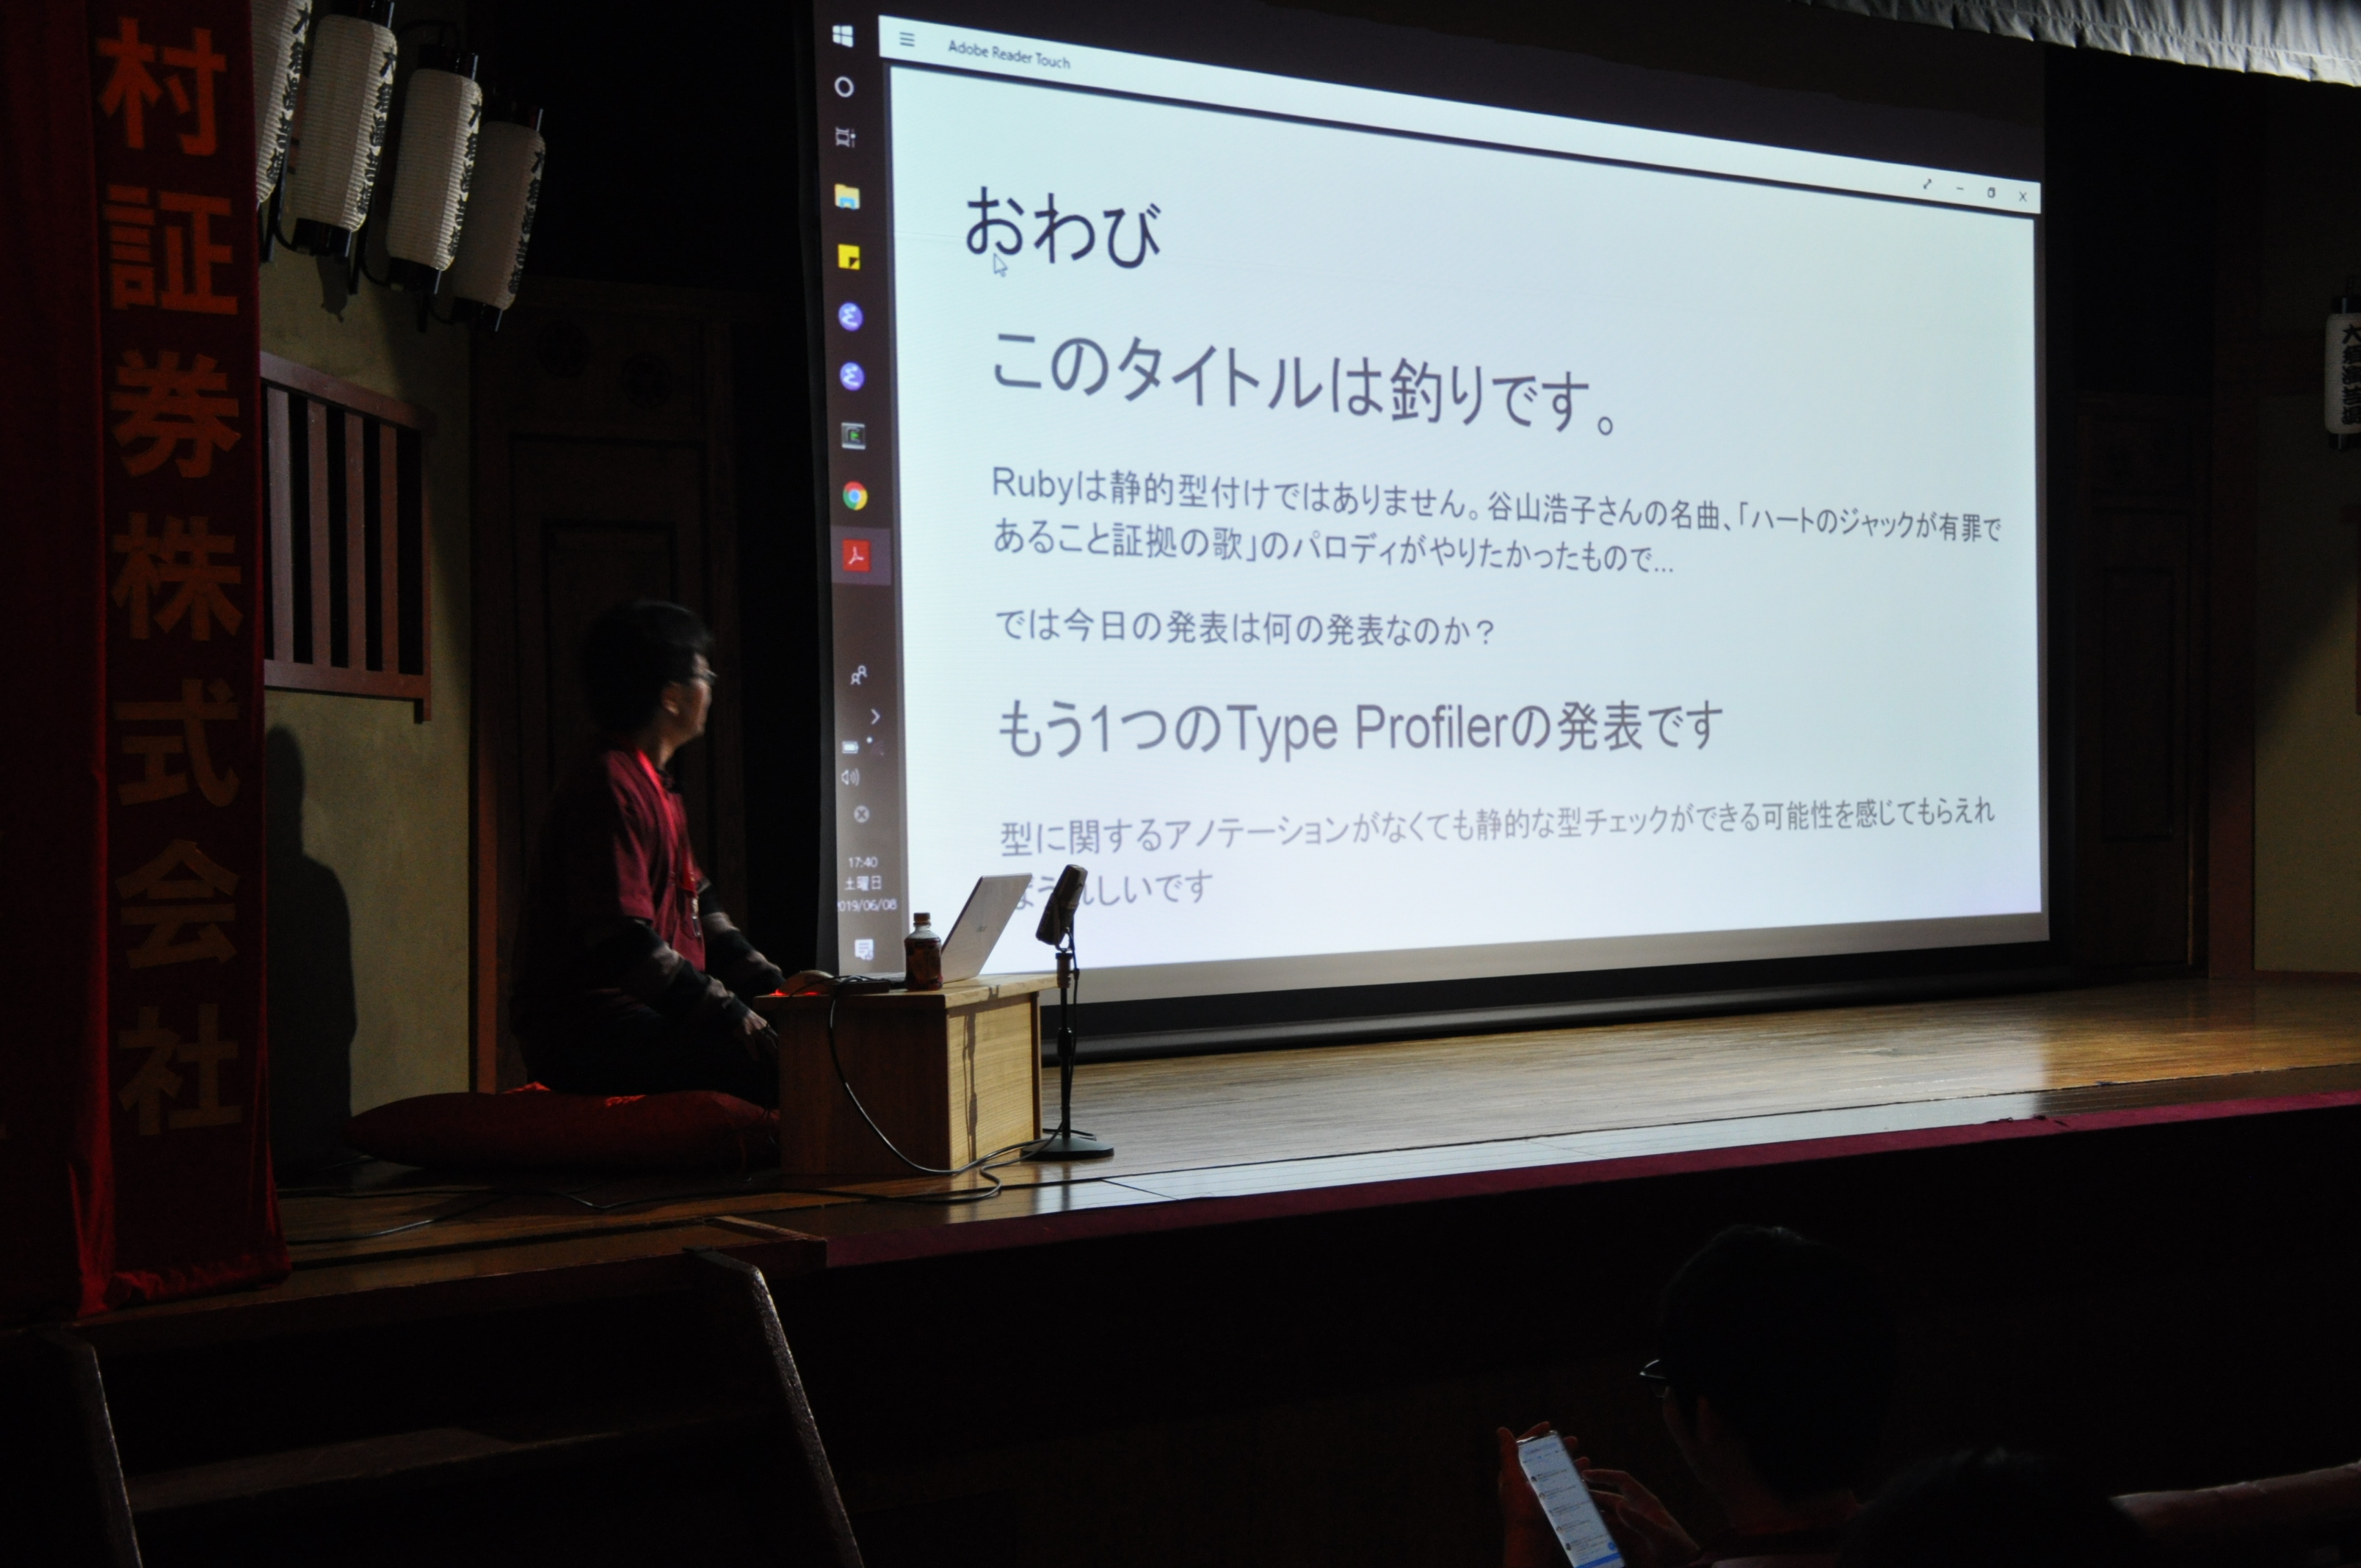 村証券株式会社
Adobe Reader Touch
おわび
このタイトルは釣りです。
Rubyは静的型付けではありません。谷山浩子さんの名曲、「ハートのジャックが有罪で
あること証拠の歌」のパロディがやりたかったもので...
では今日の発表は何の発表なのか？
もう1つのType Profilerの発表です
型に関するアノテーションがなくても静的な型チェックができる可能性を感じてもらえれ
しいです
17:40
土曜日
019/06/08